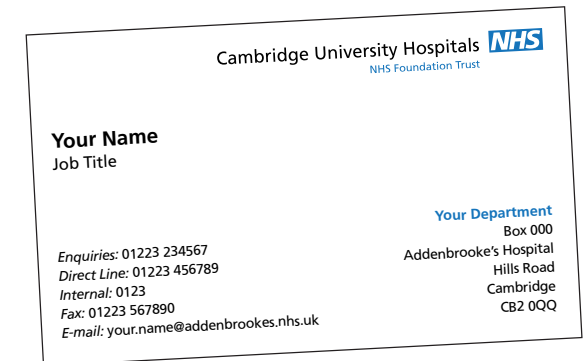 Cambridge University Hospitals NHS
NHS Foundation Trust
Your Name
Job Title
Enquiries: 01223 234567
Direct Line: 01223 456789
Internal: 0123
Fax: 01223 567890
E-mail: your.name@addenbrookes.nhs.uk
Your Department
Box 000
Addenbrooke's Hospital
Hills Road
Cambridge
CB2 0QQ